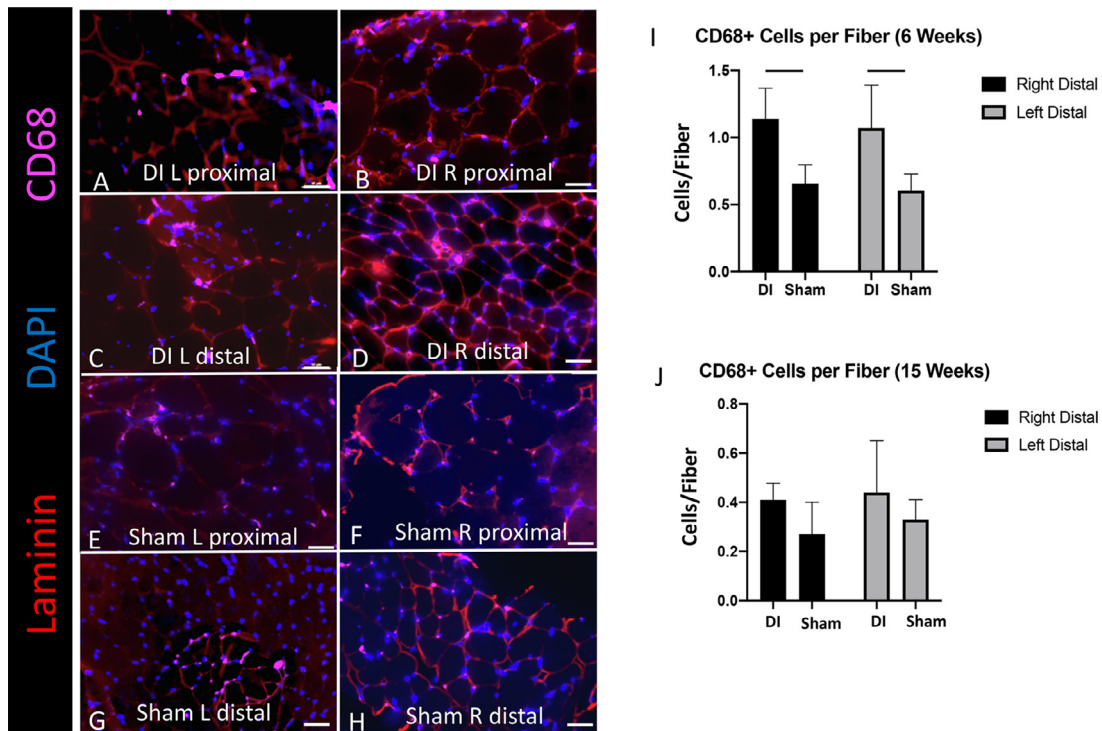 CD68
DAPI
Laminin
A
DI L proximal
B
DI R proximal
C
DI L distal
D
DI R distal
E
Sham L proximal
F
Sham R proximal
G
Sham L distal
H
Sham R distal
I
CD68+ Cells per Fiber (6 Weeks)
Cells/Fiber
1.5
1.0
0.5
0.0
DI
Sham
DI
Sham
Right Distal
Left Distal
J
CD68+ Cells per Fiber (15 Weeks)
Cells/Fiber
0.8
0.6
0.4
0.2
0.0
DI
Sham
DI
Sham
Right Distal
Left Distal